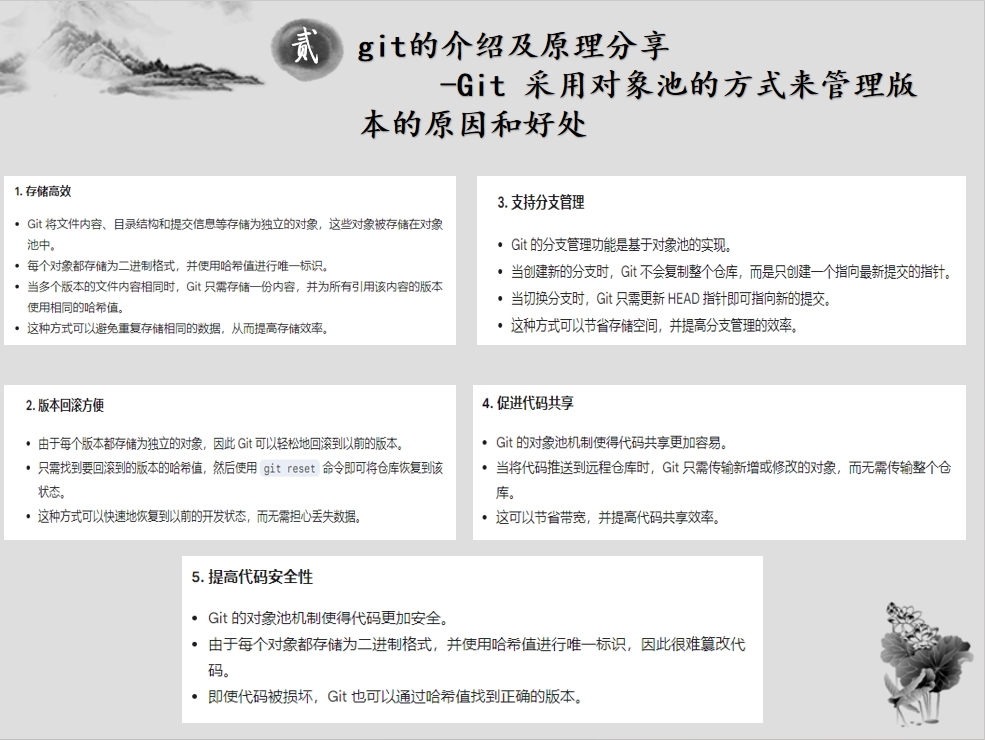 贰
git的介绍及原理分享
-Git 采用对象池的方式来管理版
本的原因和好处
1. 存储高效
• Git 将文件内容、目录结构和提交信息等存储为独立的对象，这些对象被存储在对象
池中。
• 每个对象都存储为二进制格式，并使用哈希值进行唯一标识。
• 当多个版本的文件内容相同时，Git 只需存储一份内容，并为所有引用该内容的版本
使用相同的哈希值。
• 这种方式可以避免重复存储相同的数据，从而提高存储效率。
2. 版本回滚方便
• 由于每个版本都存储为独立的对象，因此 Git 可以轻松地回滚到以前的版本。
• 只需找到要回滚到的版本的哈希值，然后使用 git reset 命令即可将仓库恢复到该
状态。
• 这种方式可以快速地恢复到以前的开发状态，而无需担心丢失数据。
3. 支持分支管理
• Git 的分支管理功能是基于对象池的实现。
• 当创建新的分支时，Git 不会复制整个仓库，而是只创建一个指向最新提交的指针。
• 当切换分支时，Git 只需更新 HEAD 指针即可指向新的提交。
• 这种方式可以节省存储空间，并提高分支管理的效率。
4. 促进代码共享
• Git 的对象池机制使得代码共享更加容易。
• 当将代码推送到远程仓库时，Git 只需传输新增或修改的对象，而无需传输整个仓
库。
• 这可以节省带宽，并提高代码共享效率。
5. 提高代码安全性
• Git 的对象池机制使得代码更加安全。
• 由于每个对象都存储为二进制格式，并使用哈希值进行唯一标识，因此很难篡改代
码。
• 即使代码被损坏，Git 也可以通过哈希值找到正确的版本。